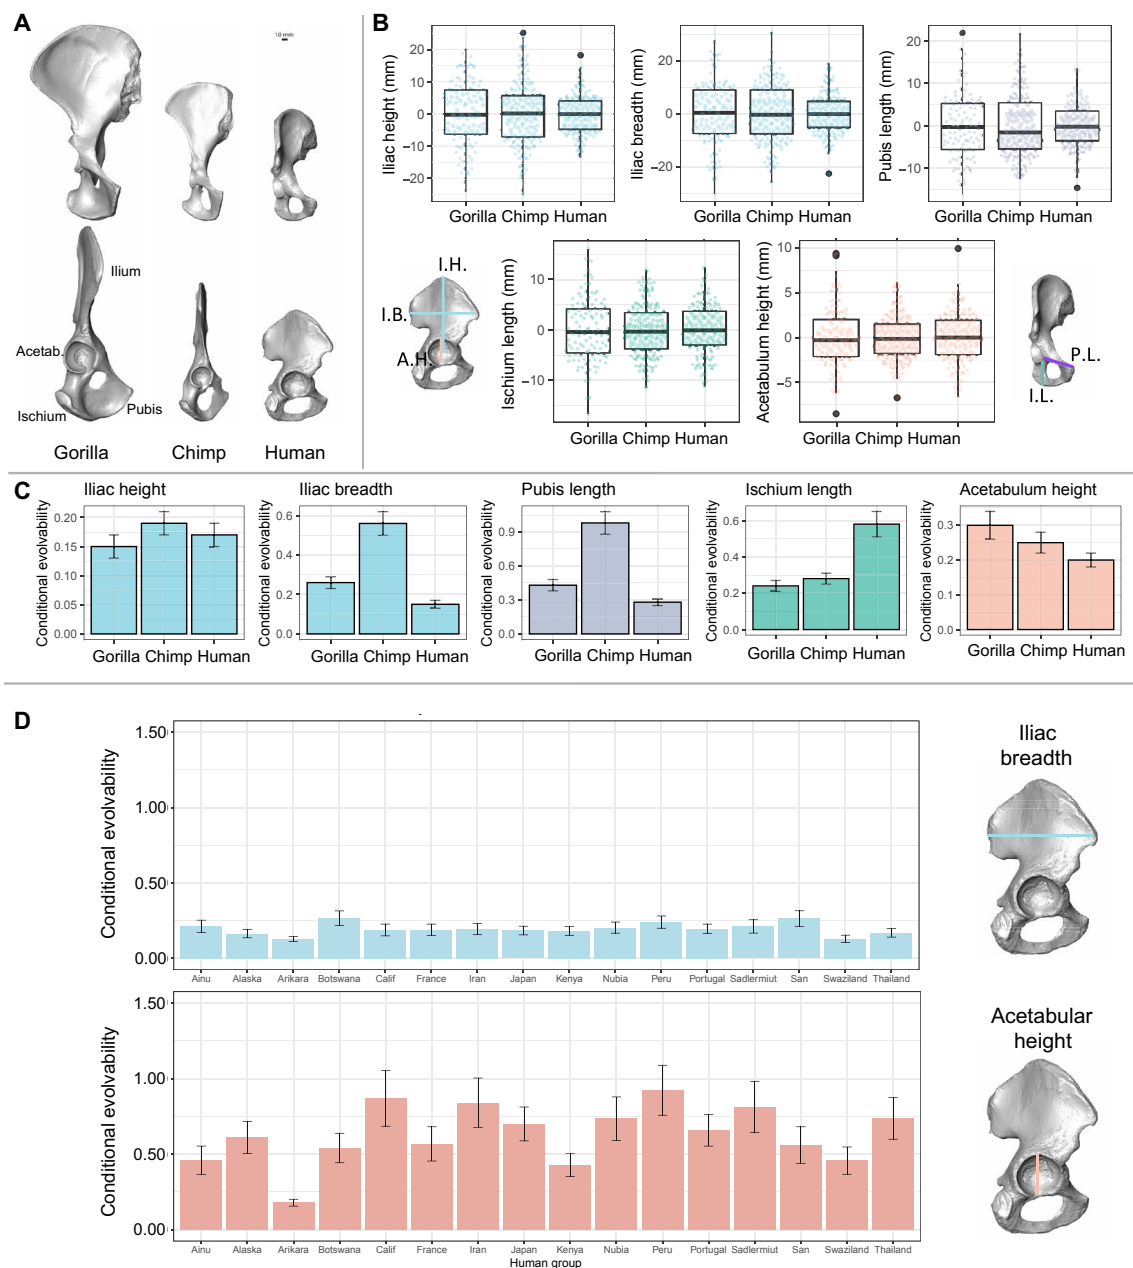 A
10 mm
Ilium
Acetab.
Ischium
Pubis
Gorilla
Chimp
Human
B
Iliac height (mm)
20
10
0
−10
−20
Gorilla Chimp Human
Iliac breadth (mm)
20
0
−20
Gorilla Chimp Human
Pubis length (mm)
20
10
0
−10
Gorilla Chimp Human
I.H.
I.B.
A.H.
Ischium length (mm)
10
0
−10
Gorilla Chimp Human
Acetabulum height (mm)
10
5
0
−5
Gorilla Chimp Human
P.L.
I.L.
C
Iliac height
Conditional evolvability
0.20
0.15
0.10
0.05
0.00
Gorilla Chimp Human
Iliac breadth
Conditional evolvability
0.6
0.4
0.2
0.0
Gorilla Chimp Human
Pubis length
Conditional evolvability
0.9
0.6
0.3
0.0
Gorilla Chimp Human
Ischium length
Conditional evolvability
0.6
0.4
0.2
0.0
Gorilla Chimp Human
Acetabulum height
Conditional evolvability
0.3
0.2
0.1
0.0
Gorilla Chimp Human
D
Conditional evolvability
1.50
1.00
0.50
0.00
Ainu Alaska Arikara Botswana Calif France Iran Japan Kenya Nubia Peru Portugal Sadlermiut San Swaziland Thailand
Iliac
breadth
Conditional evolvability
1.50
1.00
0.50
0.00
Ainu Alaska Arikara Botswana Calif France Iran Japan Kenya Nubia Peru Portugal Sadlermiut San Swaziland Thailand
Human group
Acetabular
height